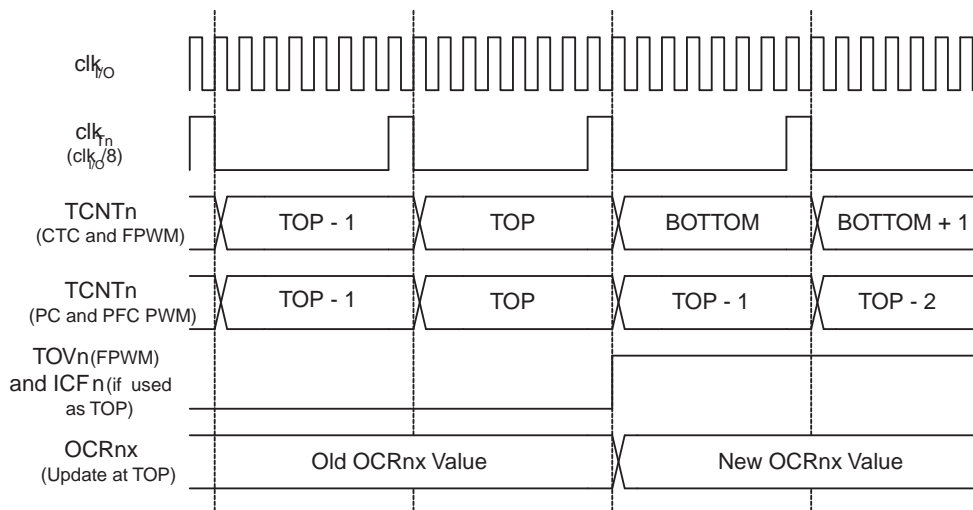 clkI/O
clkTn
(clkI/O/8)
TCNTn
(CTC and FPWM)
TOP - 1
TOP
BOTTOM
BOTTOM + 1
TCNTn
(PC and PFC PWM)
TOP - 1
TOP
TOP - 1
TOP - 2
TOVn (FPWM)
and ICFn (if used
as TOP)
OCRnx
(Update at TOP)
Old OCRnx Value
New OCRnx Value